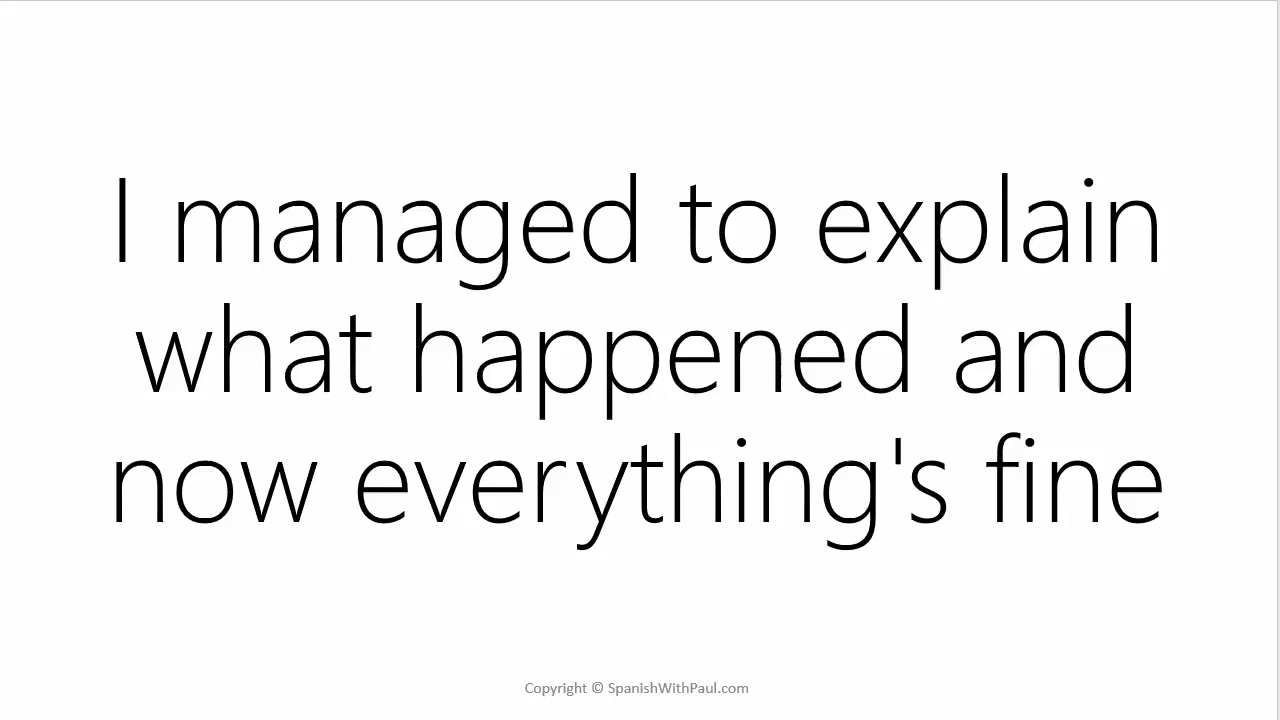 I managed to explain
what happened and
now everything's fine
Copyright © SpanishWithPaul.com